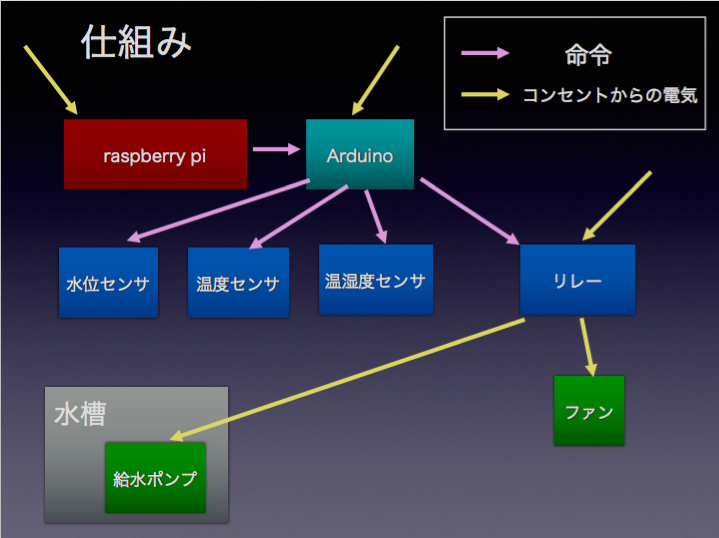 仕組み
命令
コンセントからの電気
raspberry pi
Arduino
水位センサ
温度センサ
温湿度センサ
リレー
ファン
水槽
給水ポンプ